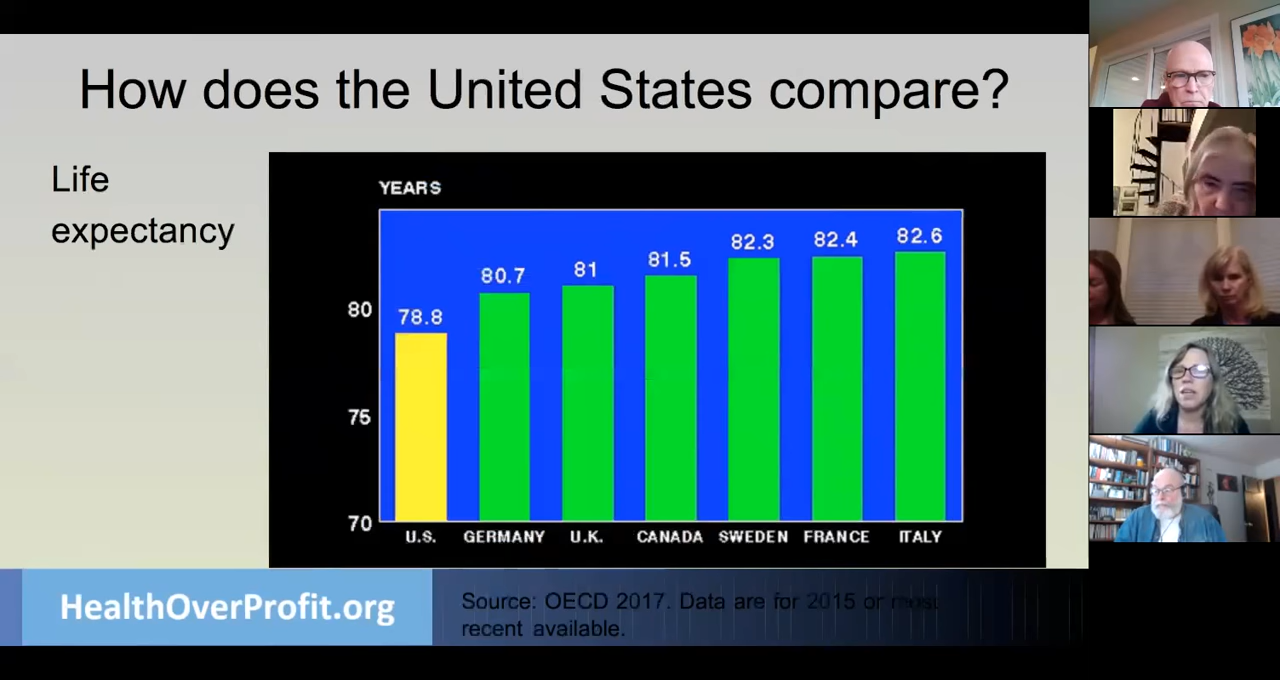 How does the United States compare?
Life
expectancy
YEARS
82.3 82.4 82.6
80.7 81 81.5
80
78.8
75
70
U.S. GERMANY U.K. CANADA SWEDEN FRANCE ITALY
HealthOverProfit.org
Source: OECD 2017. Data are for 2015 or most
recent available.